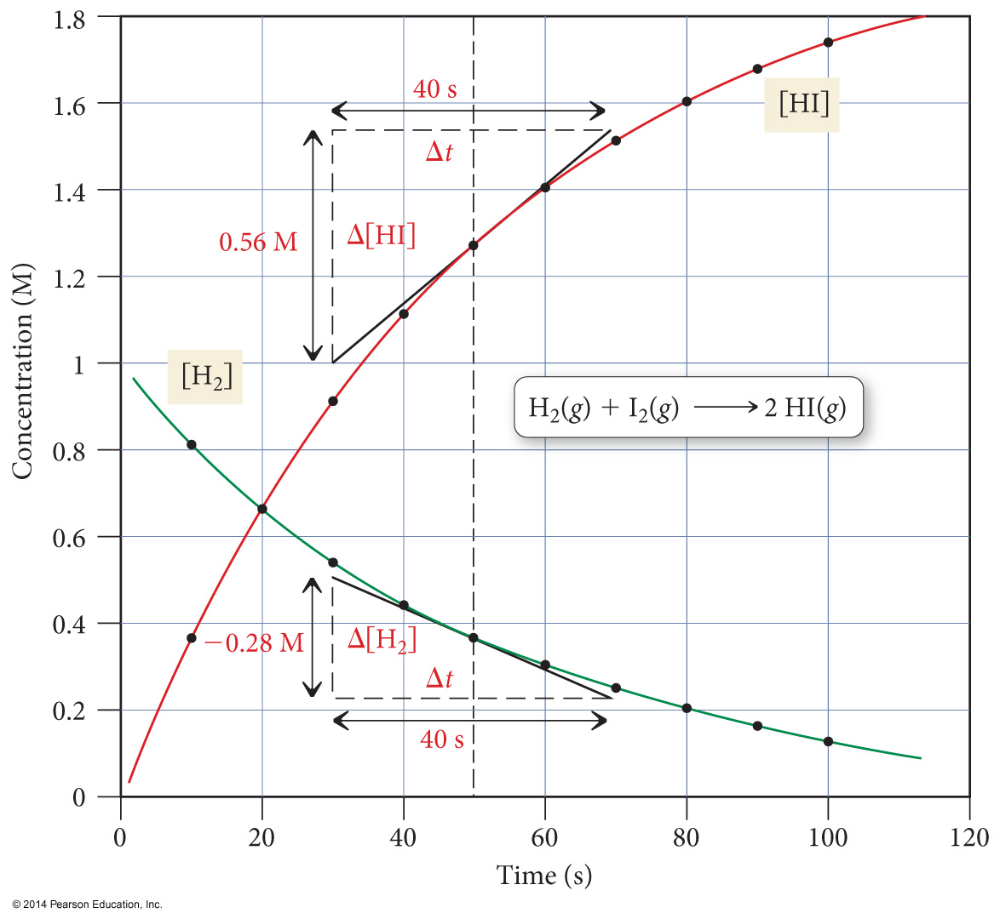 1.8
1.6
1.4
1.2
1
0.8
0.6
0.4
0.2
0
Concentration (M)
40 s
Δt
[HI]
0.56 M
Δ[HI]
[H₂]
H₂(g) + I₂(g) ⟶ 2 HI(g)
−0.28 M
Δ[H₂]
Δt
40 s
0 20 40 60 80 100 120
Time (s)
© 2014 Pearson Education, Inc.